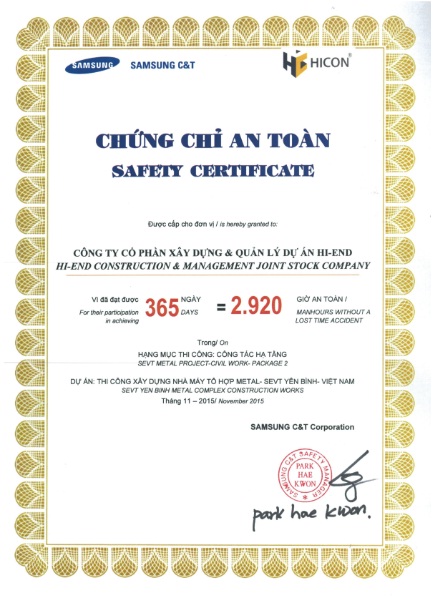 SAMSUNG SAMSUNG C&T HICON®
CHỨNG CHỈ AN TOÀN
SAFETY CERTIFICATE
Được cấp cho đơn vị / is hereby granted to:
CÔNG TY CỔ PHẦN XÂY DỰNG & QUẢN LÝ DỰ ÁN HI-END
HI-END CONSTRUCTION & MANAGEMENT JOINT STOCK COMPANY
Vì đã đạt được
For their participation
in achieving
365 NGÀY
DAYS
= 2.920
GIỜ AN TOÀN /
MANHOURS WITHOUT A
LOST TIME ACCIDENT
Trong/ On
HẠNG MỤC THI CÔNG: CÔNG TÁC HẠ TẦNG
SEVT METAL PROJECT-CIVIL WORK- PACKAGE 2
DỰ ÁN: THI CÔNG XÂY DỰNG NHÀ MÁY TỔ HỢP METAL- SEVT YÊN BÌNH- VIỆT NAM
SEVT YEN BINH METAL COMPLEX CONSTRUCTION WORKS
Tháng 11 – 2015/ November 2015
SAMSUNG C&T Corporation
SAMSUNG C&T SAFETY MANAGER
PARK
HAE
KWON
park hae kwon.